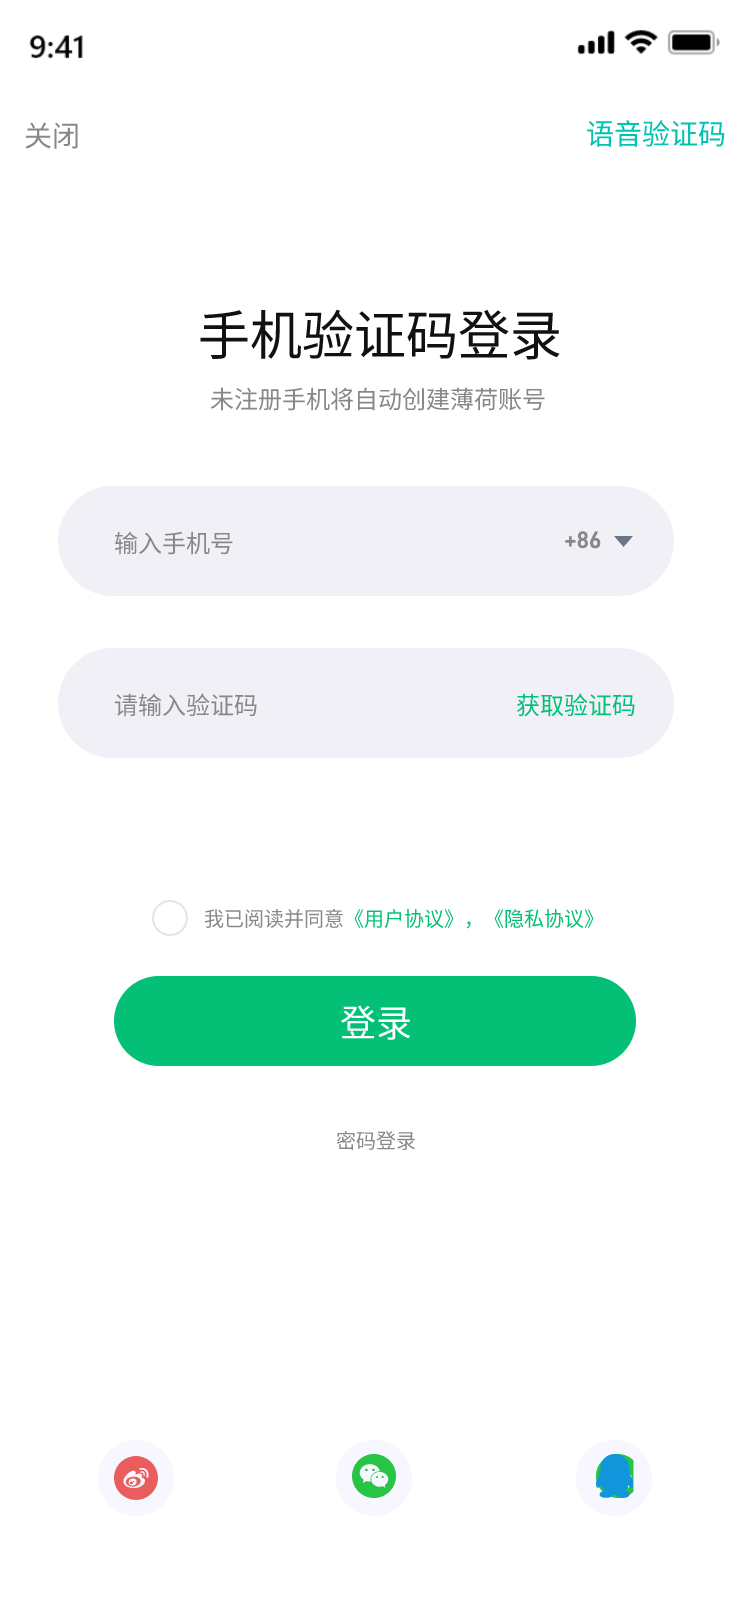 9:41
关闭
语音验证码
手机验证码登录
未注册手机将自动创建薄荷账号
输入手机号
+86
请输入验证码
获取验证码
我已阅读并同意《用户协议》，《隐私协议》
登录
密码登录